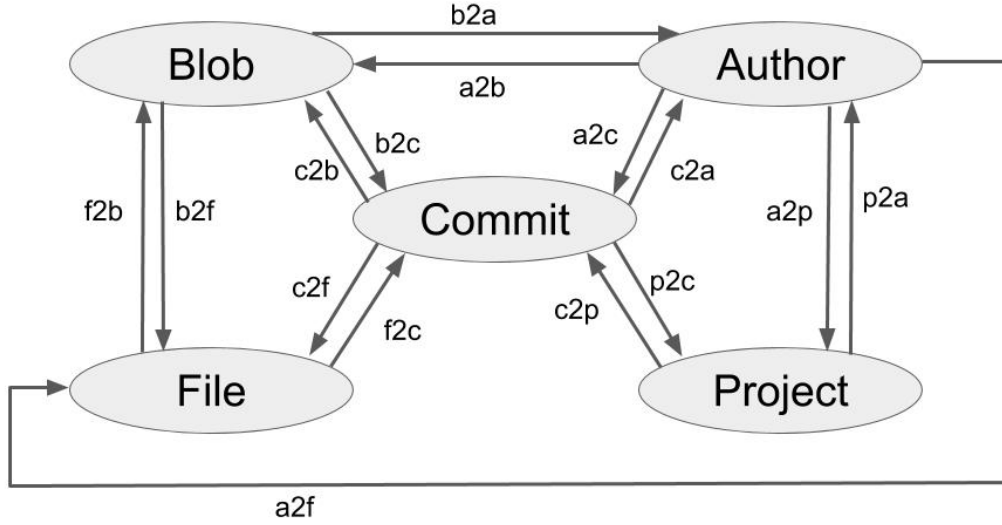 b2a
Blob
Author
a2b
b2c
a2c
c2b
c2a
f2b
b2f
Commit
a2p
p2a
c2f
p2c
f2c
c2p
File
Project
a2f